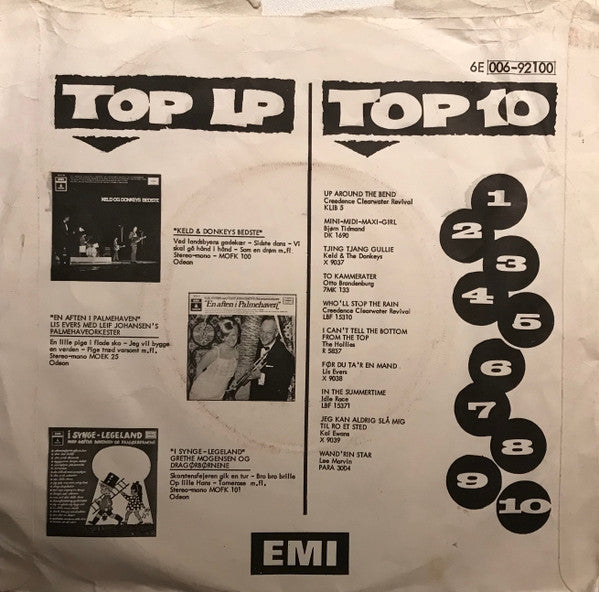 6E 006-92100
TOP LP
KELD OG DONKEYS BEDSTE
"KELD & DONKEYS BEDSTE"
Ved landsbyens gadekær - Sidste dans - Vi
skal gå hånd i hånd - Som en drøm m.fl.
Stereo-mono - MOFK 100
Odeon
"EN AFTEN I PALMEHAVEN"
LIS EVERS MED LEIF JOHANSEN'S
PALMEHAVEORKESTER
En lille pige i flade sko - Jeg vil bygge
en verden - Pige træd varsomt m.fl.
Stereo-mono MOEK 25
Odeon
"En aften i Palmehaven"
I SYNGE-LEGELAND
"I SYNGE-LEGELAND"
GRETHE MOGENSEN OG
DRAGØRBØRNENE
Skorstensfejeren gik en tur - Bro bro brille
Op lille Hans - Tornerose m.fl.
Stereo-mono MOFK 101
Odeon
TOP 10
UP AROUND THE BEND
Creedence Clearwater Revival
KLIB 5
MINI-MIDI-MAXI-GIRL
Bjørn Tidmand
DK 1690
TJING TJANG GULLIE
Keld & The Donkeys
X 9037
TO KAMMERATER
Otto Brandenburg
7MK 133
WHO'LL STOP THE RAIN
Creedence Clearwater Revival
LBF 15310
I CAN'T TELL THE BOTTOM
FROM THE TOP
The Hollies
R 5837
FØR DU TA'R EN MAND
Lis Evers
X 9038
IN THE SUMMERTIME
Idle Race
LBF 15371
JEG KAN ALDRIG SLÅ MIG
TIL RO ET STED
Kai Ewans
X 9039
WAND'RIN STAR
Lee Marvin
PARA 3004
1
2
3
4
5
6
7
8
9
10
EMI